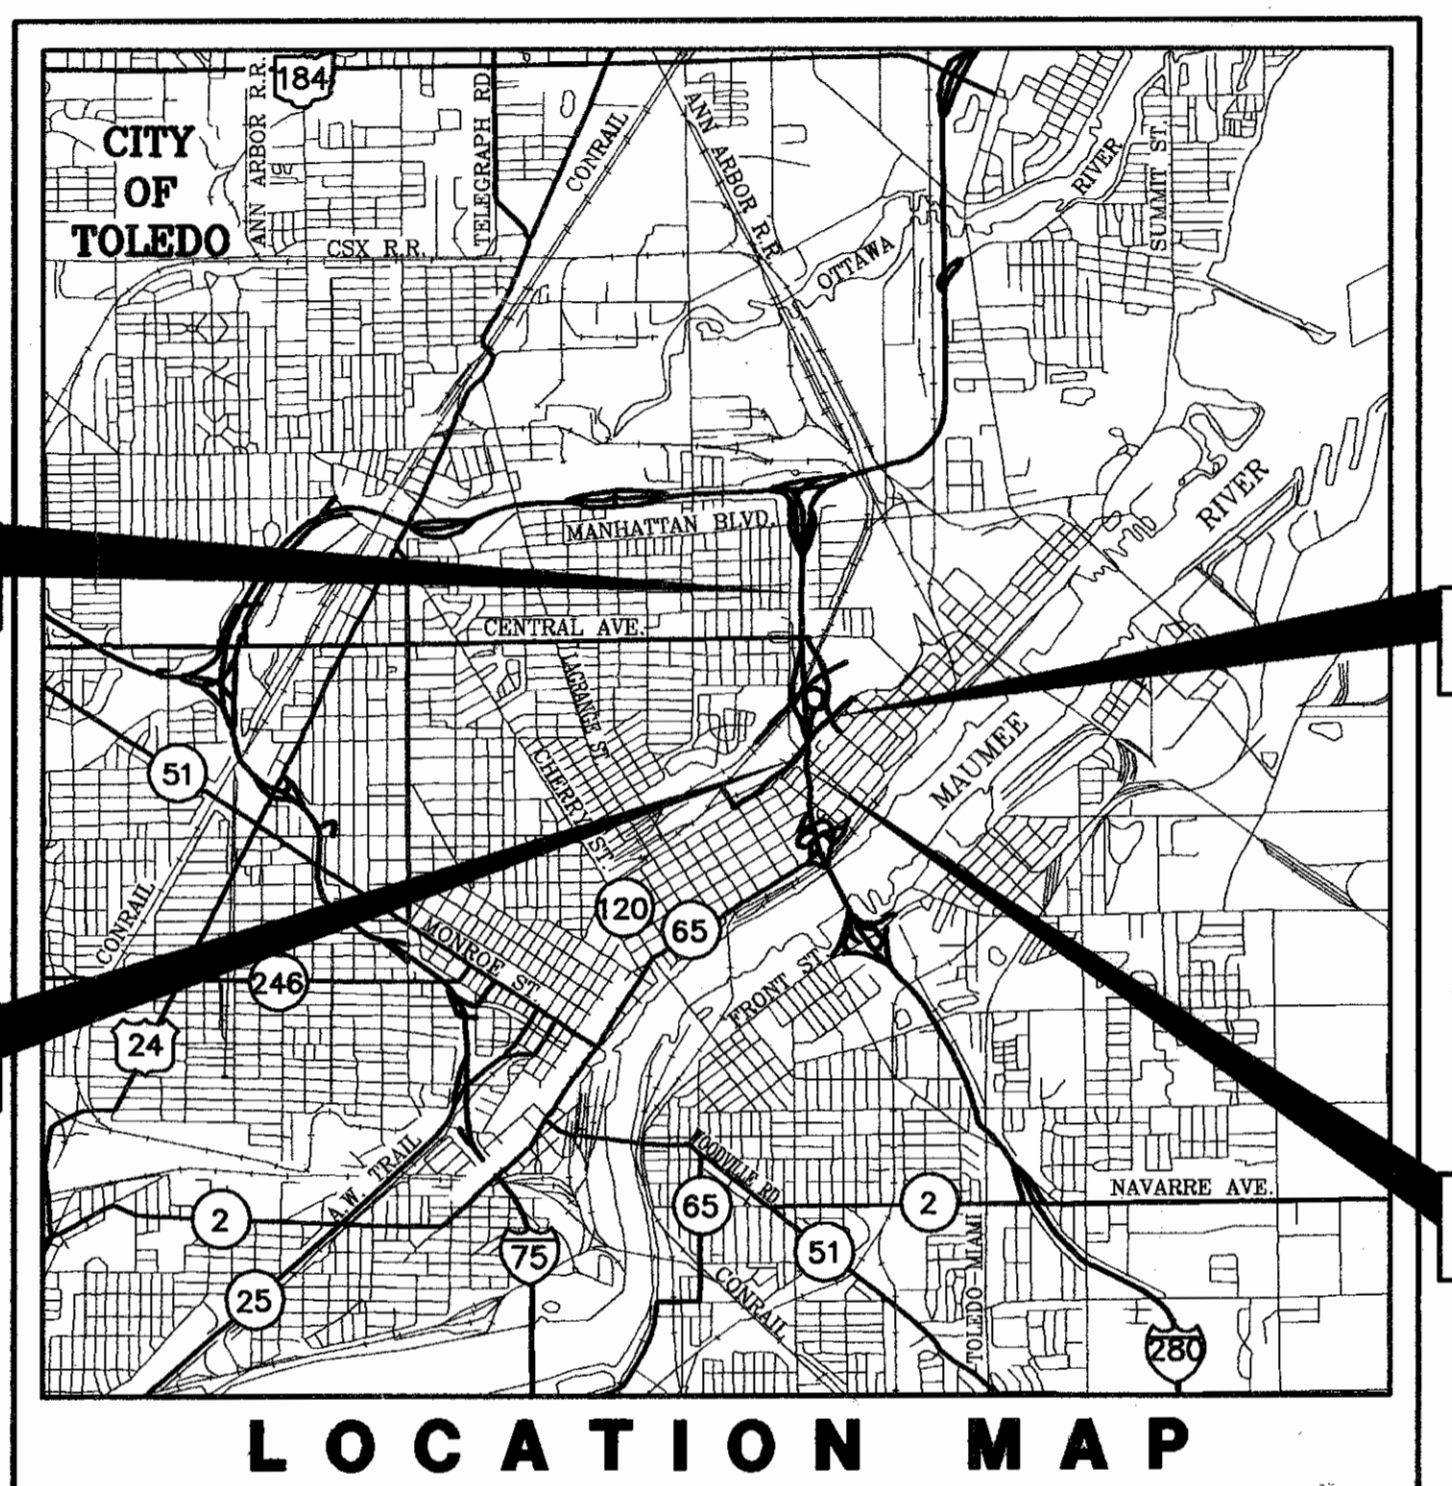 184
CITY
OF
TOLEDO
ANN ARBOR R.R.
TELEGRAPH RD.
CSX R.R.
CONRAIL
ANN ARBOR R.R.
OTTAWA
RIVER
SUMMIT ST.
RIVER
MANHATTAN BLVD.
CENTRAL AVE.
LAGRANGE ST.
CHERRY ST.
MAUMEE
51
CONRAIL
120
65
MONROE ST.
FRONT ST.
246
24
A.W. TRAIL
WOODVILLE RD.
NAVARRE AVE.
2
65
2
51
75
25
CONRAIL
TOLEDO-MIAMI
280
LOCATION MAP